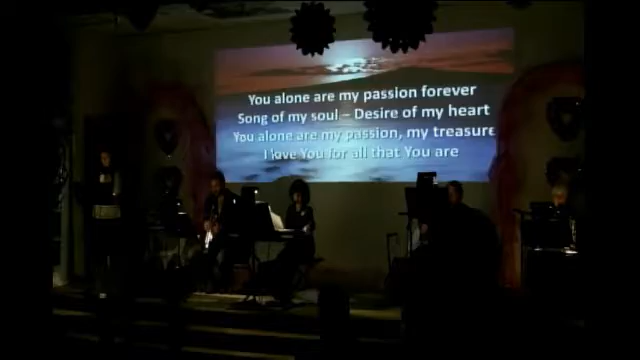 You alone are my passion forever
Song of my soul – Desire of my heart
You alone are my passion, my treasure
I love You for all that You are